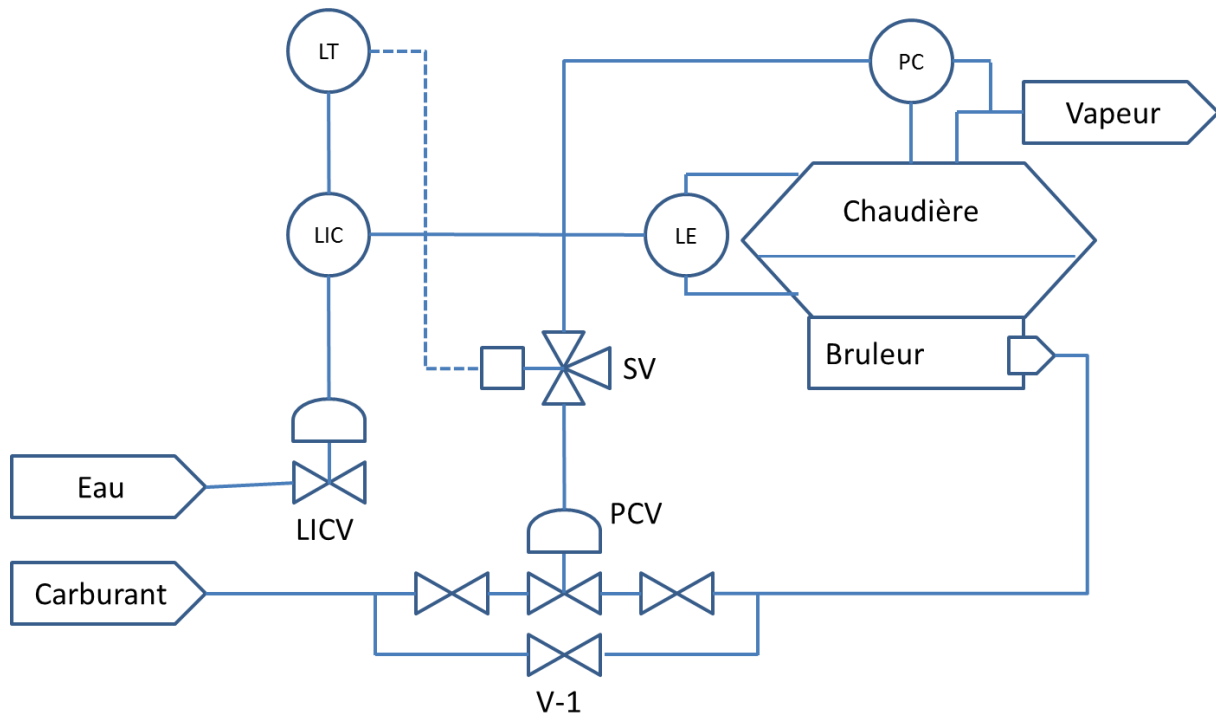 LT
PC
Vapeur
Chaudière
LIC
LE
Bruleur
SV
Eau
LICV
PCV
Carburant
V-1